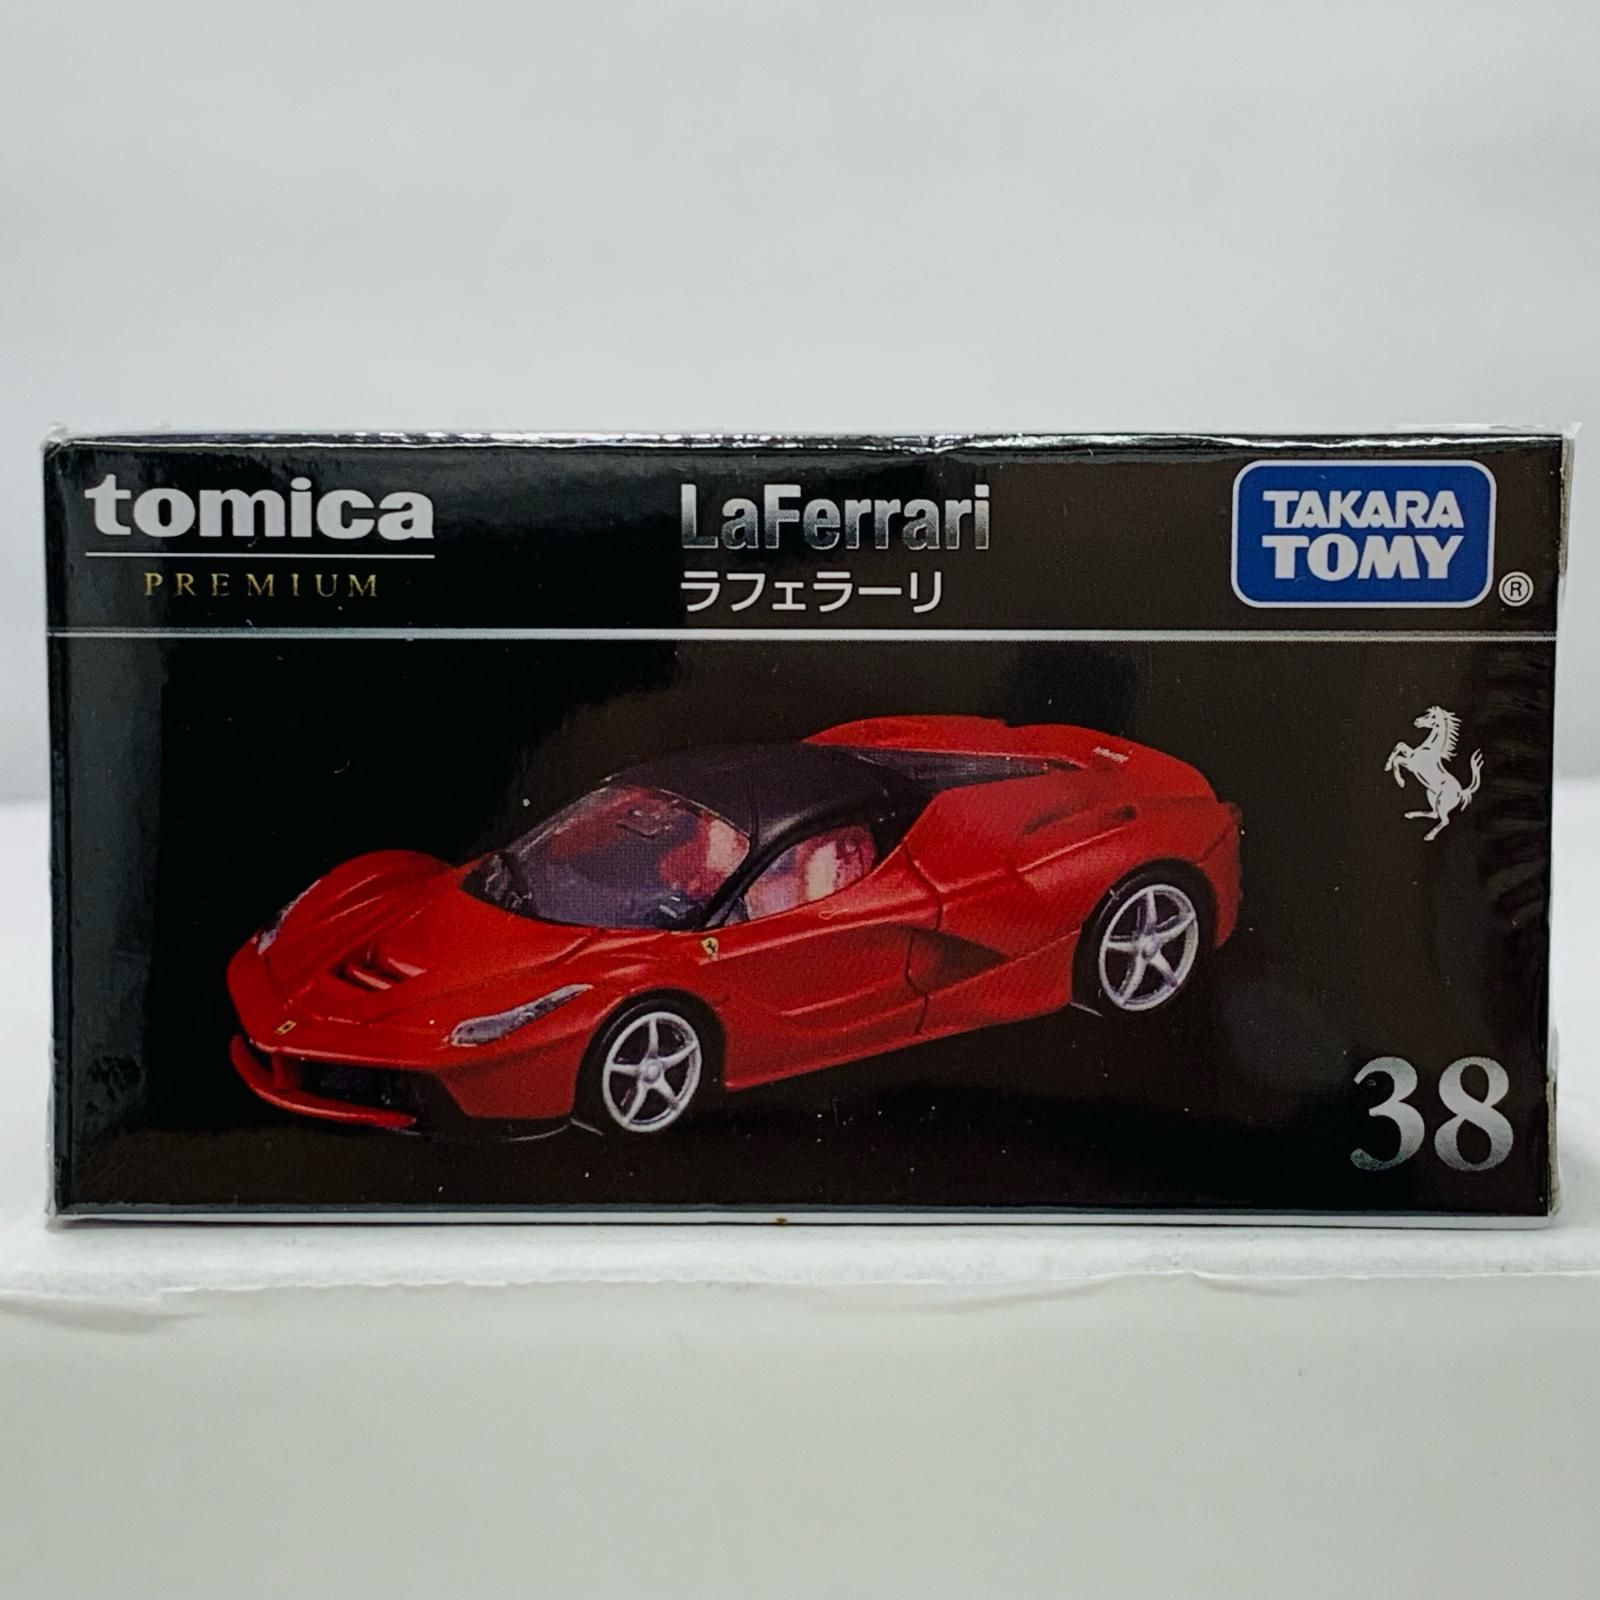 tomica
PREMIUM
LaFerrari
ラフェラーリ
TAKARA
TOMY
®
38